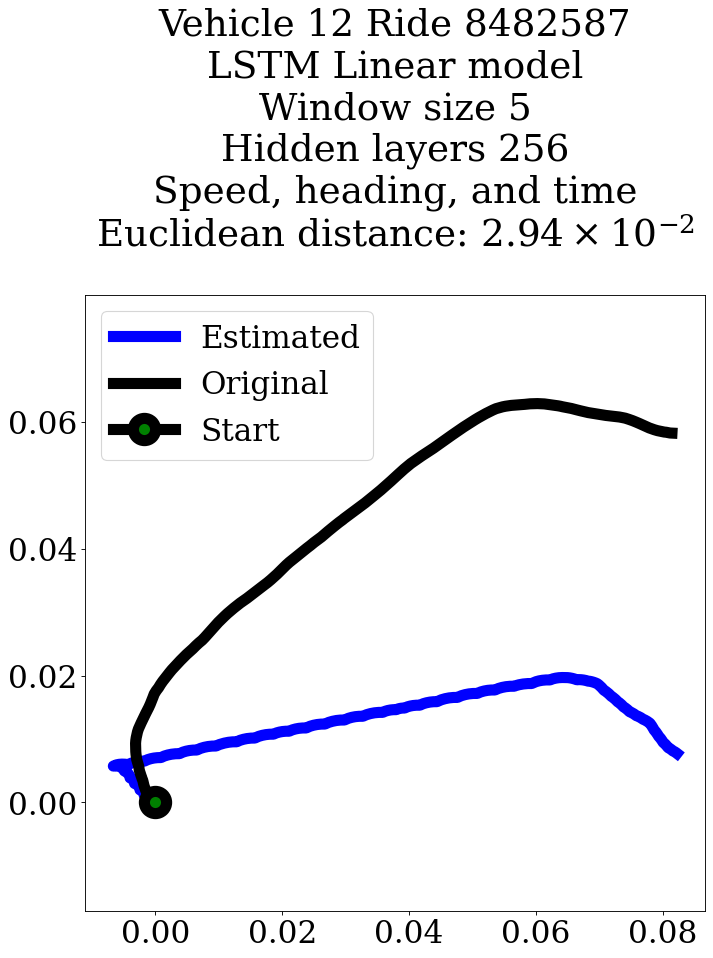 Vehicle 12 Ride 8482587
LSTM Linear model
Window size 5
Hidden layers 256
Speed, heading, and time
Euclidean distance: 2.94 × 10⁻²
Estimated
Original
Start
0.06
0.04
0.02
0.00
0.00 0.02 0.04 0.06 0.08